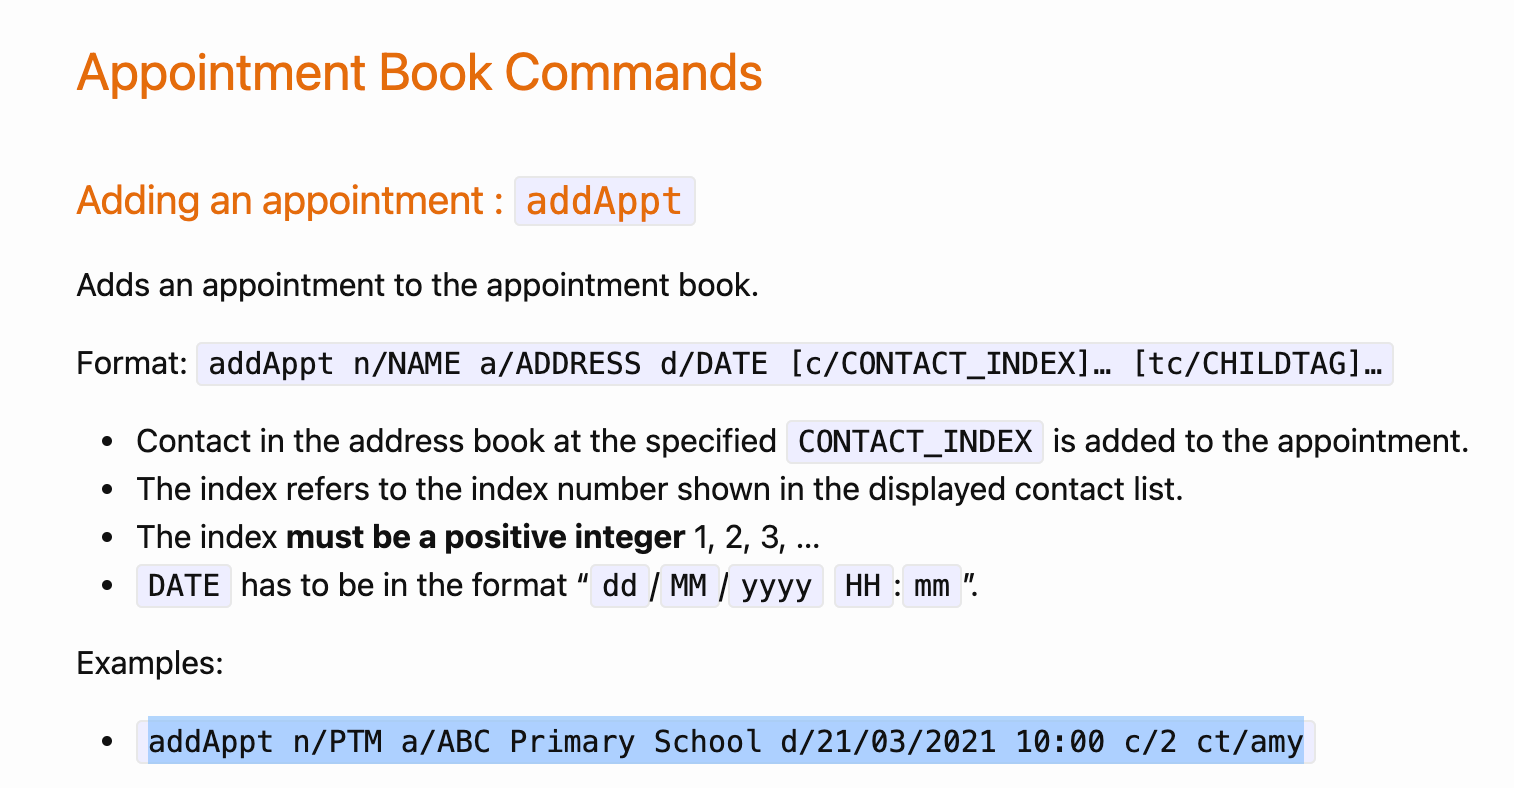 Appointment Book Commands
Adding an appointment : addAppt
Adds an appointment to the appointment book.
Format: addAppt n/NAME a/ADDRESS d/DATE [c/CONTACT_INDEX]… [tc/CHILDTAG]…
• Contact in the address book at the specified CONTACT_INDEX is added to the appointment.
• The index refers to the index number shown in the displayed contact list.
• The index must be a positive integer 1, 2, 3, …
• DATE has to be in the format “dd/MM/yyyy HH:mm”.
Examples:
• addAppt n/PTM a/ABC Primary School d/21/03/2021 10:00 c/2 ct/amy